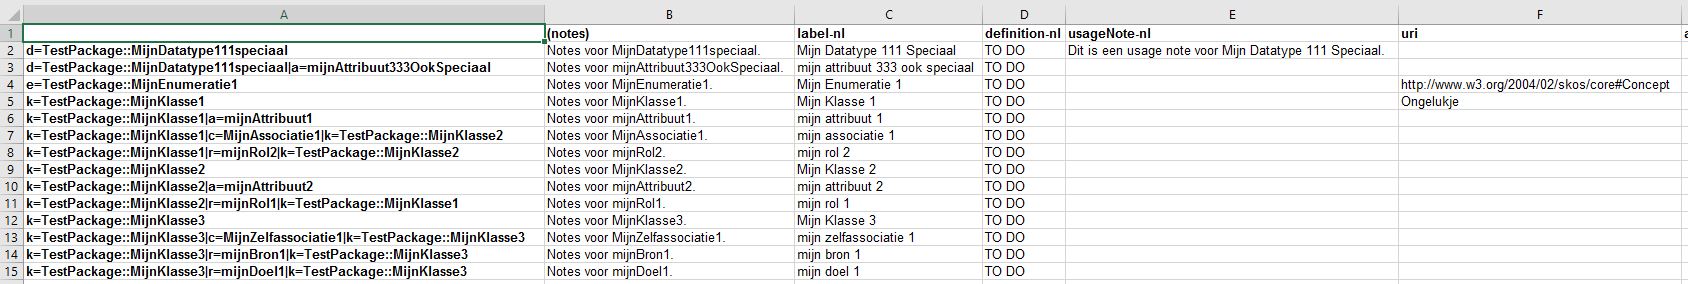 A B C D E F
1 (notes) label-nl definition-nl usageNote-nl uri a
2 d=TestPackage::MijnDatatype111speciaal Notes voor MijnDatatype111speciaal. Mijn Datatype 111 Speciaal TO DO Dit is een usage note voor Mijn Datatype 111 Speciaal.
3 d=TestPackage::MijnDatatype111speciaal|a=mijnAttribuut333OokSpeciaal Notes voor mijnAttribuut333OokSpeciaal. mijn attribuut 333 ook speciaal TO DO
4 e=TestPackage::MijnEnumeratie1 Notes voor MijnEnumeratie1. Mijn Enumeratie 1 TO DO http://www.w3.org/2004/02/skos/core#Concept
5 k=TestPackage::MijnKlasse1 Notes voor MijnKlasse1. Mijn Klasse 1 TO DO Ongelukje
6 k=TestPackage::MijnKlasse1|a=mijnAttribuut1 Notes voor mijnAttribuut1. mijn attribuut 1 TO DO
7 k=TestPackage::MijnKlasse1|c=MijnAssociatie1|k=TestPackage::MijnKlasse2 Notes voor MijnAssociatie1. mijn associatie 1 TO DO
8 k=TestPackage::MijnKlasse1|r=mijnRol2|k=TestPackage::MijnKlasse2 Notes voor mijnRol2. mijn rol 2 TO DO
9 k=TestPackage::MijnKlasse2 Notes voor MijnKlasse2. Mijn Klasse 2 TO DO
10 k=TestPackage::MijnKlasse2|a=mijnAttribuut2 Notes voor mijnAttribuut2. mijn attribuut 2 TO DO
11 k=TestPackage::MijnKlasse2|r=mijnRol1|k=TestPackage::MijnKlasse1 Notes voor mijnRol1. mijn rol 1 TO DO
12 k=TestPackage::MijnKlasse3 Notes voor MijnKlasse3. Mijn Klasse 3 TO DO
13 k=TestPackage::MijnKlasse3|c=MijnZelfassociatie1|k=TestPackage::MijnKlasse3 Notes voor MijnZelfassociatie1. mijn zelfassociatie 1 TO DO
14 k=TestPackage::MijnKlasse3|r=mijnBron1|k=TestPackage::MijnKlasse3 Notes voor mijnBron1. mijn bron 1 TO DO
15 k=TestPackage::MijnKlasse3|r=mijnDoel1|k=TestPackage::MijnKlasse3 Notes voor mijnDoel1. mijn doel 1 TO DO